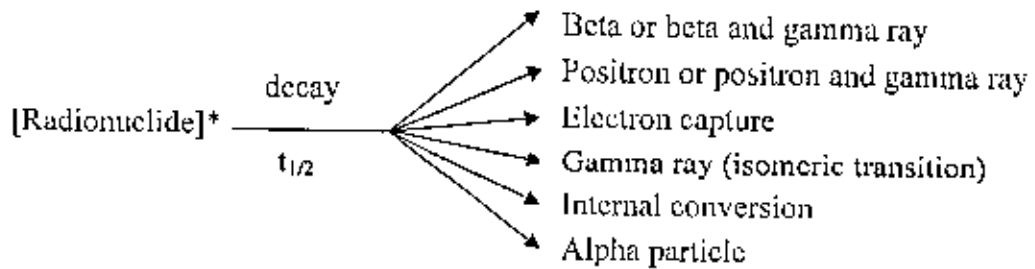 Beta or beta and gamma ray
decay
Positron or positron and gamma ray
[Radionuclide]*
Electron capture
t1/2
Gamma ray (isomeric transition)
Internal conversion
Alpha particle